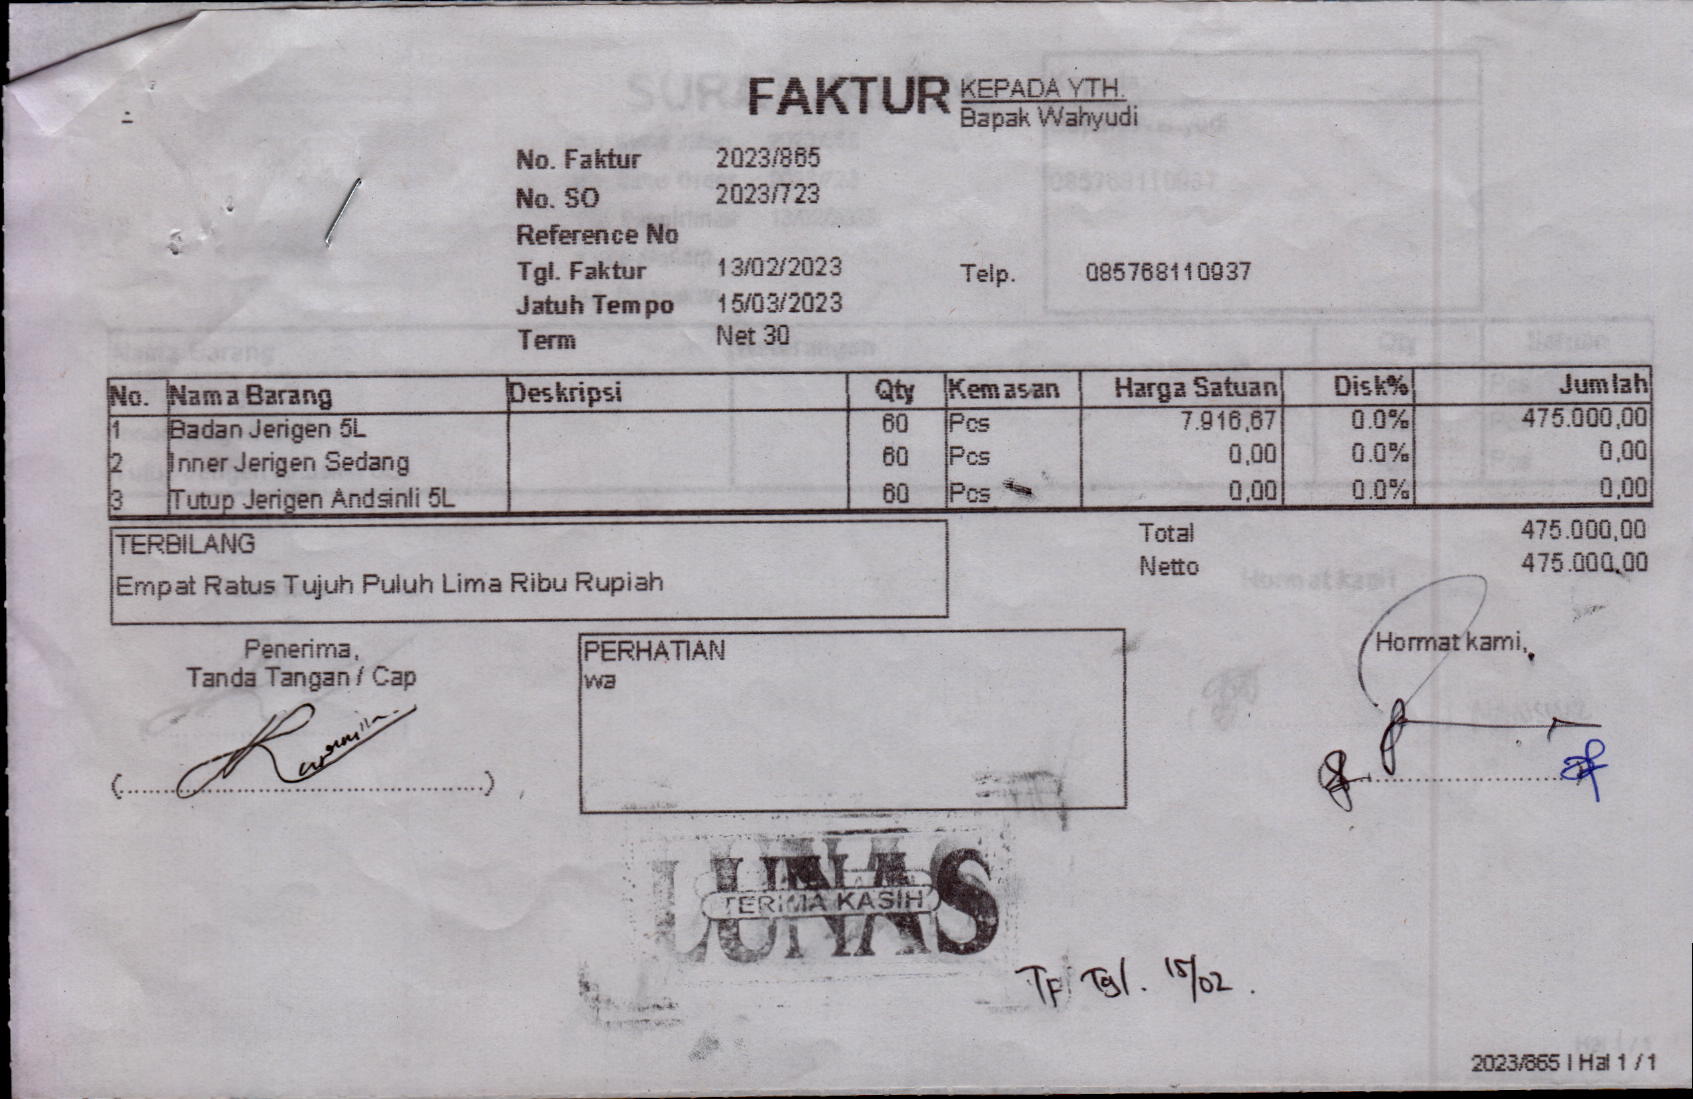 FAKTUR
KEPADA YTH.
Bapak Wahyudi
No. Faktur 2023/865
No. SO 2023/723
Reference No
Tgl. Faktur 13/02/2023 Telp. 085768110937
Jatuh Tempo 15/03/2023
Term Net 30
No. Nama Barang Deskripsi Qty Kemasan Harga Satuan Disk% Jumlah
1 Badan Jerigen 5L 60 Pcs 7.916,67 0.0% 475.000,00
2 Inner Jerigen Sedang 60 Pcs 0,00 0.0% 0,00
3 Tutup Jerigen Andsinli 5L 60 Pcs 0,00 0.0% 0,00
Total 475.000,00
Netto 475.000,00
TERBILANG
Empat Ratus Tujuh Puluh Lima Ribu Rupiah
Penerima,
Tanda Tangan / Cap
(........................................................)
PERHATIAN
wa
Hormat kami,
LUNAS
TERIMA KASIH
TF Tgl. 15/02.
2023/865 | Hal 1 / 1